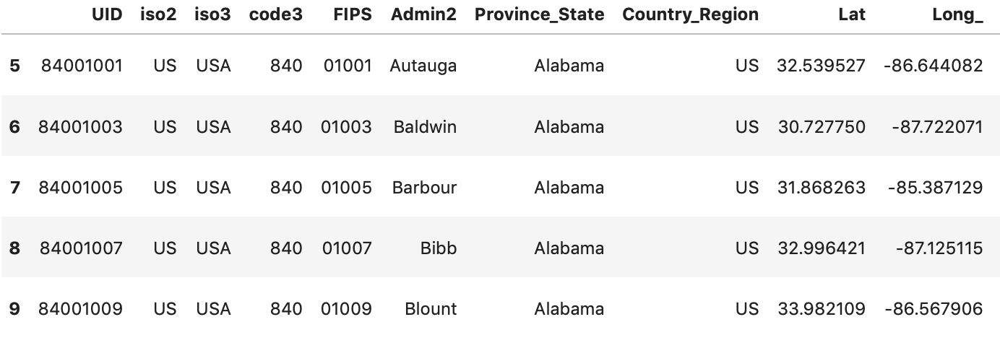 UID iso2 iso3 code3 FIPS Admin2 Province_State Country_Region Lat Long_
5 84001001 US USA 840 01001 Autauga Alabama US 32.539527 -86.644082
6 84001003 US USA 840 01003 Baldwin Alabama US 30.727750 -87.722071
7 84001005 US USA 840 01005 Barbour Alabama US 31.868263 -85.387129
8 84001007 US USA 840 01007 Bibb Alabama US 32.996421 -87.125115
9 84001009 US USA 840 01009 Blount Alabama US 33.982109 -86.567906